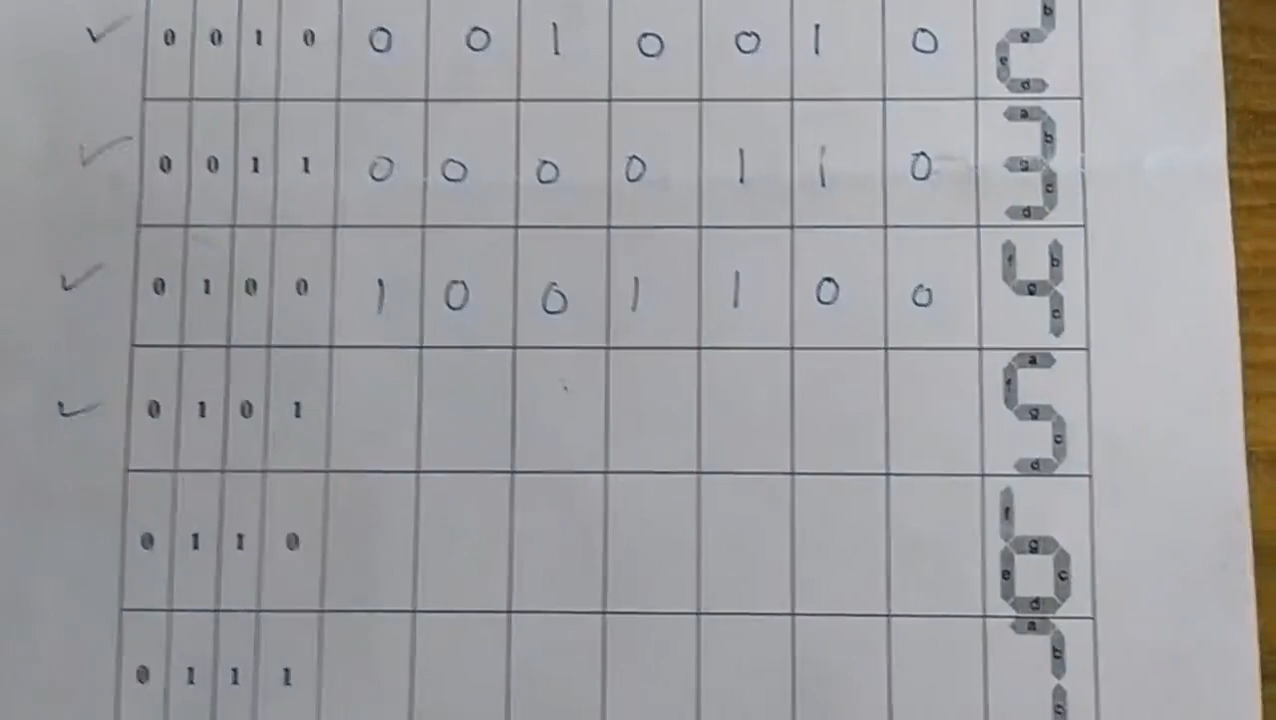 0 0 1 0 0 0 1 0 0 1 0 b g e d
0 0 1 1 0 0 0 0 1 1 0 a b g c d
0 1 0 0 1 0 0 1 1 0 0 f b g c
0 1 0 1 a f g c d
0 1 1 0 f g e c d
0 1 1 1 a b c